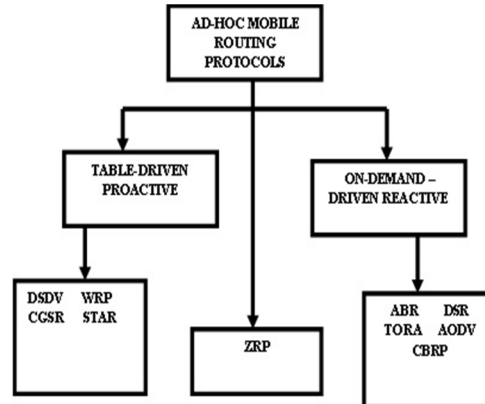 AD-HOC MOBILE
ROUTING
PROTOCOLS
TABLE-DRIVEN
PROACTIVE
ON-DEMAND –
DRIVEN REACTIVE
DSDV WRP
CGSR STAR
ZRP
ABR DSR
TORA AODV
CBRP